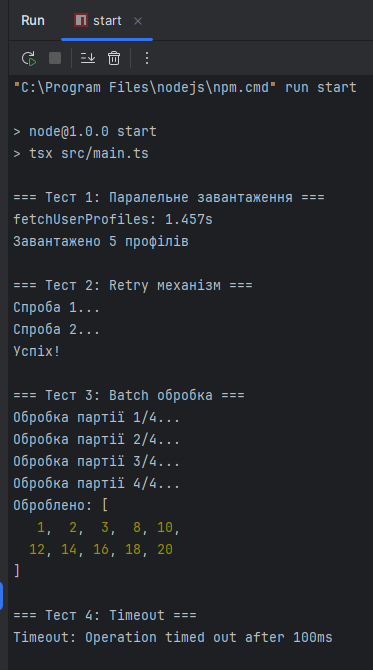 Run
start
"C:\Program Files\nodejs\npm.cmd" run start
> node@1.0.0 start
> tsx src/main.ts
=== Тест 1: Паралельне завантаження ===
fetchUserProfiles: 1.457s
Завантажено 5 профілів
=== Тест 2: Retry механізм ===
Спроба 1...
Спроба 2...
Успіх!
=== Тест 3: Batch обробка ===
Обробка партії 1/4...
Обробка партії 2/4...
Обробка партії 3/4...
Обробка партії 4/4...
Оброблено: [
1, 2, 3, 8, 10,
12, 14, 16, 18, 20
]
=== Тест 4: Timeout ===
Timeout: Operation timed out after 100ms